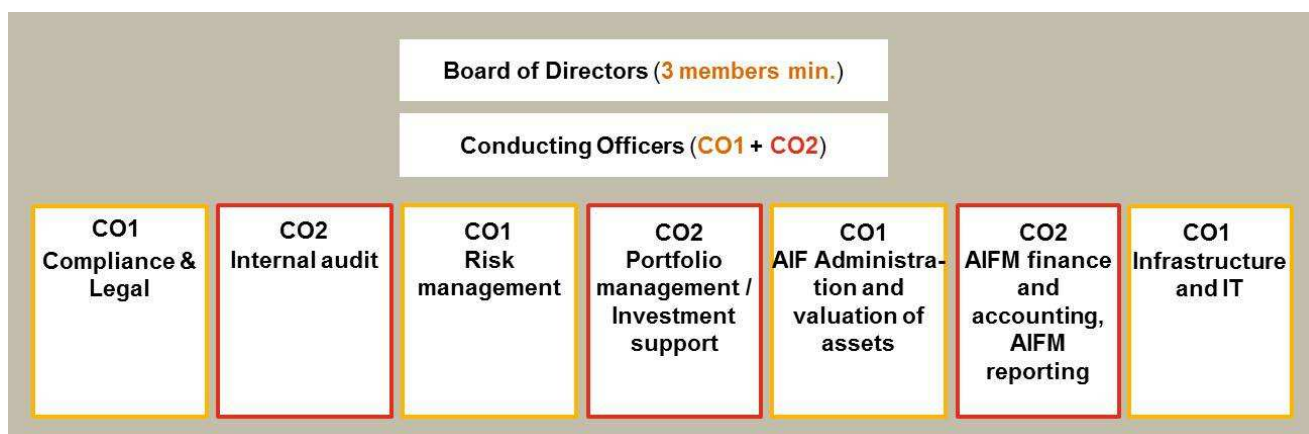 Board of Directors (3 members min.)
Conducting Officers (CO1 + CO2)
CO1
Compliance &
Legal
CO2
Internal audit
CO1
Risk
management
CO2
Portfolio
management /
Investment
support
CO1
AIF Administra-
tion and
valuation of
assets
CO2
AIFM finance
and
accounting,
AIFM
reporting
CO1
Infrastructure
and IT